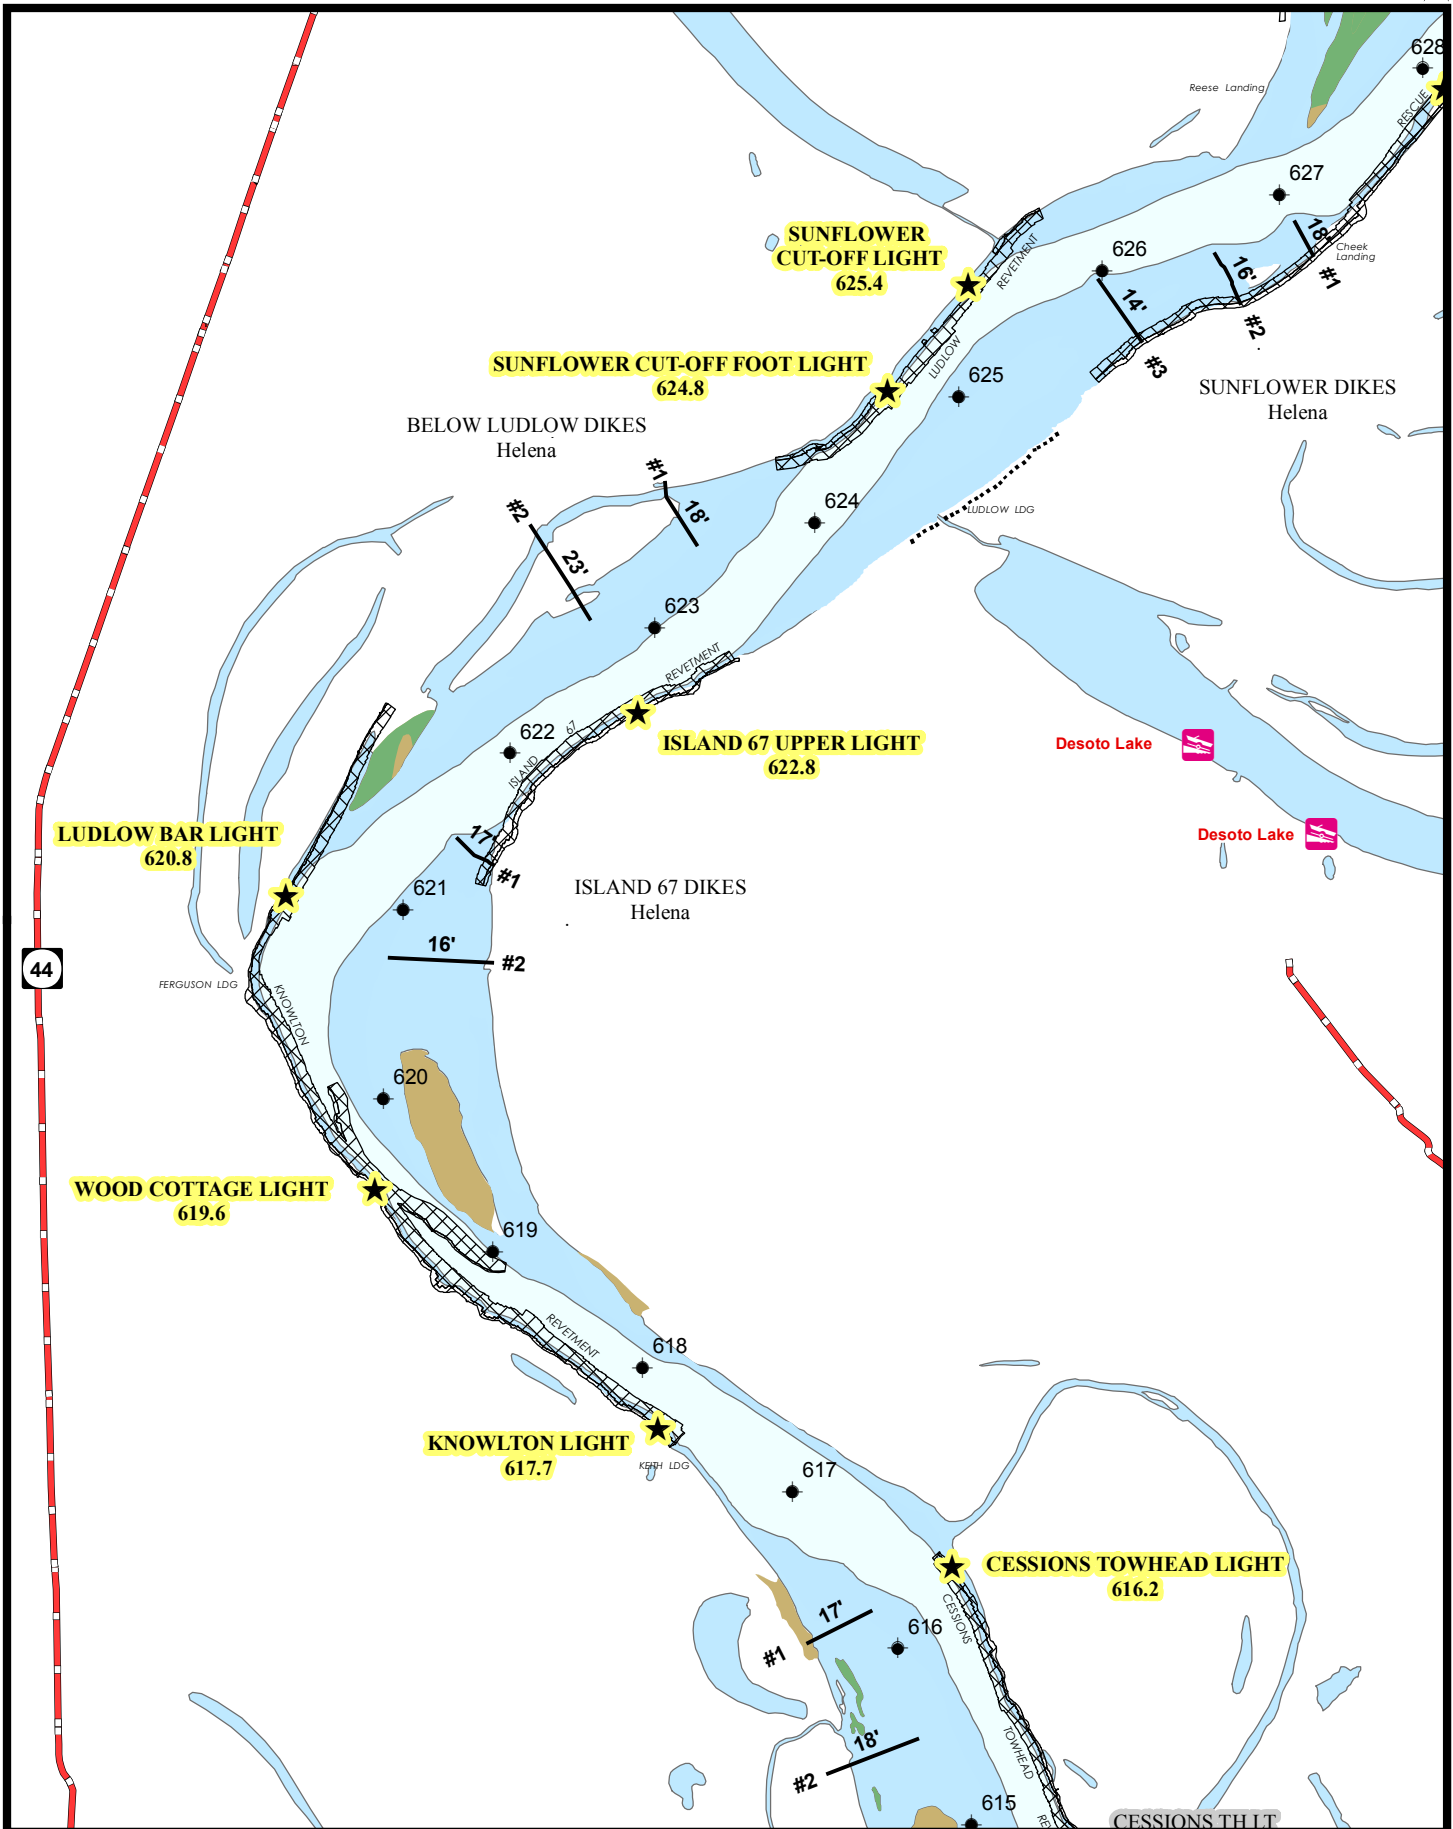 628
Reese Landing
RESCUE
627
SUNFLOWER
CUT-OFF LIGHT
625.4
REVETMENT
626
18'
Cheek
Landing
16'
#1
14'
#2
#3
LUDLOW
SUNFLOWER CUT-OFF FOOT LIGHT
624.8
625
SUNFLOWER DIKES
Helena
BELOW LUDLOW DIKES
Helena
#1
18'
#2
23'
624
LUDLOW LDG
623
REVETMENT
ISLAND 67
622
ISLAND 67 UPPER LIGHT
622.8
Desoto Lake
Desoto Lake
LUDLOW BAR LIGHT
620.8
17'
#1
621
ISLAND 67 DIKES
Helena
16'
#2
44
FERGUSON LDG
KNOWLTON
620
WOOD COTTAGE LIGHT
619.6
619
REVETMENT
618
KNOWLTON LIGHT
617.7
KEITH LDG
617
CESSIONS TOWHEAD LIGHT
616.2
CESSIONS
17'
#1
616
18'
#2
TOWHEAD
615
CESSIONS TH LT